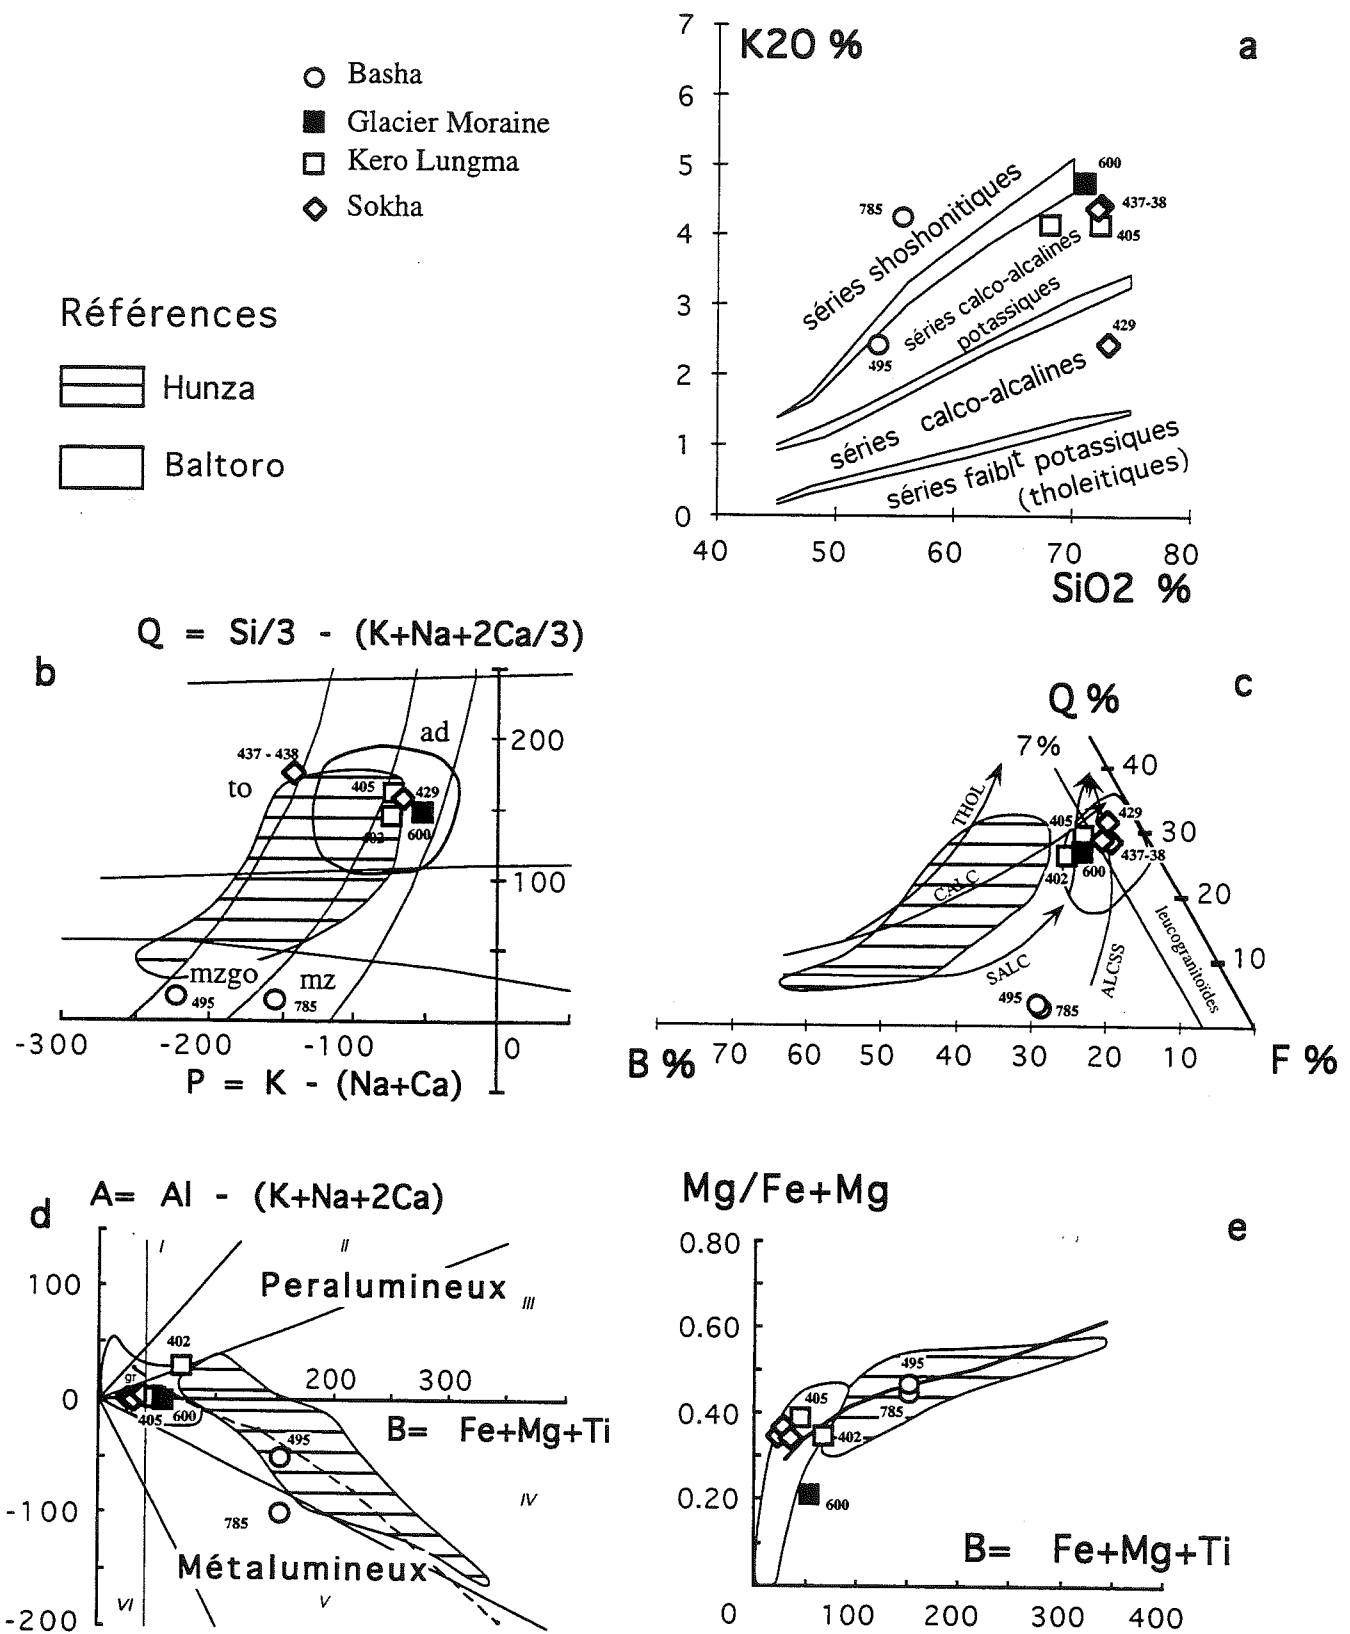 Basha
Glacier Moraine
Kero Lungma
Sokha
Références
Hunza
Baltoro
a
K2O %
7
6
5
4
3
2
1
0
40 50 60 70 80
SiO2 %
séries shoshonitiques
séries calco-alcalines
potassiques
séries calco-alcalines
séries faiblt potassiques
(tholeitiques)
600
785
437-38
405
495
429
b
Q = Si/3 - (K+Na+2Ca/3)
200
100
-300 -200 -100 0
P = K - (Na+Ca)
437 - 438
to
ad
405
429
402
600
mzgo
mz
495
785
c
Q %
7%
40
30
20
10
THOL
CALC
SALC
ALCSS
leucogranitoïdes
405
429
437-38
402
600
495
785
B % 70 60 50 40 30 20 10 F %
d
A= Al - (K+Na+2Ca)
I
II
III
IV
V
VI
Peralumineux
Métalumineux
100
0
-100
-200
200 300
B= Fe+Mg+Ti
402
gr
405
600
495
785
e
Mg/Fe+Mg
0.80
0.60
0.40
0.20
495
405
785
402
600
B= Fe+Mg+Ti
0 100 200 300 400